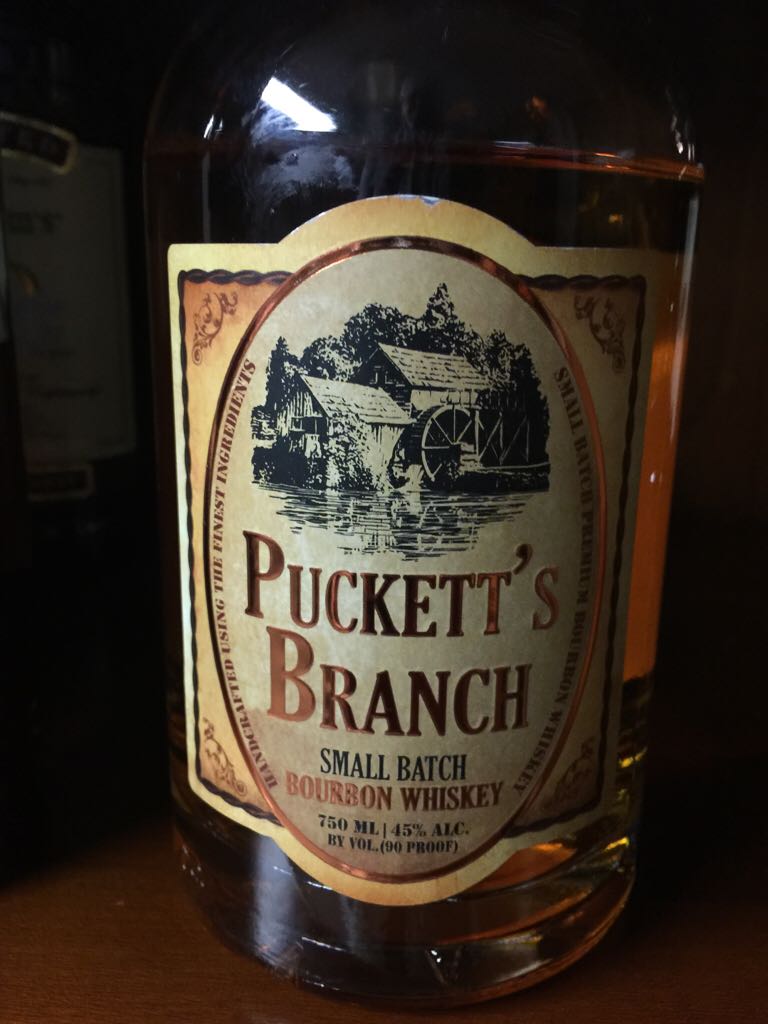 HANDCRAFTED USING THE FINEST INGREDIENTS
SMALL BATCH PREMIUM BOURBON WHISKEY
PUCKETT'S
BRANCH
SMALL BATCH
BOURBON WHISKEY
750 ML | 45% ALC.
BY VOL.(90 PROOF)